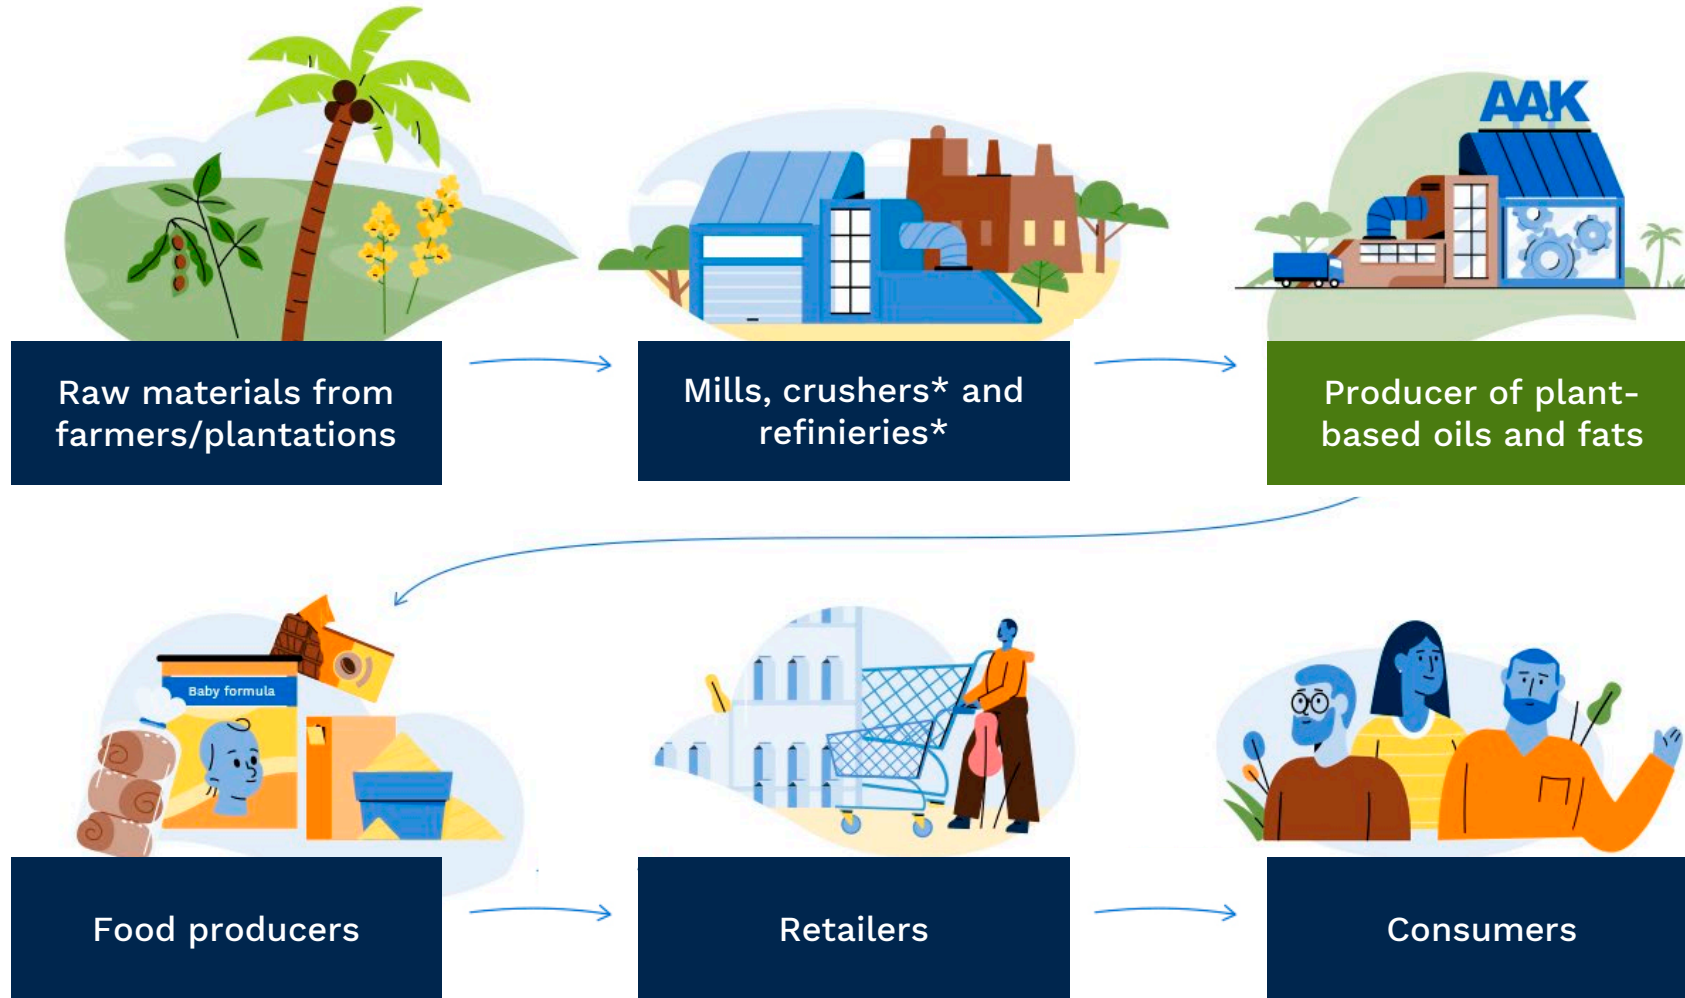 AAK
Raw materials from
farmers/plantations
Mills, crushers* and
refinieries*
Producer of plant-
based oils and fats
Baby formula
Food producers
Retailers
Consumers